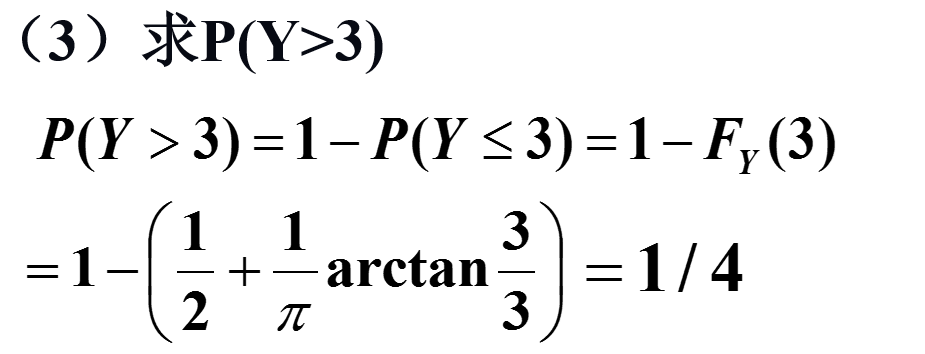 （3）求P(Y>3)
P(Y > 3) = 1 − P(Y ≤ 3) = 1 − F_Y(3)
= 1 − (1/2 + 1/π arctan 3/3) = 1 / 4